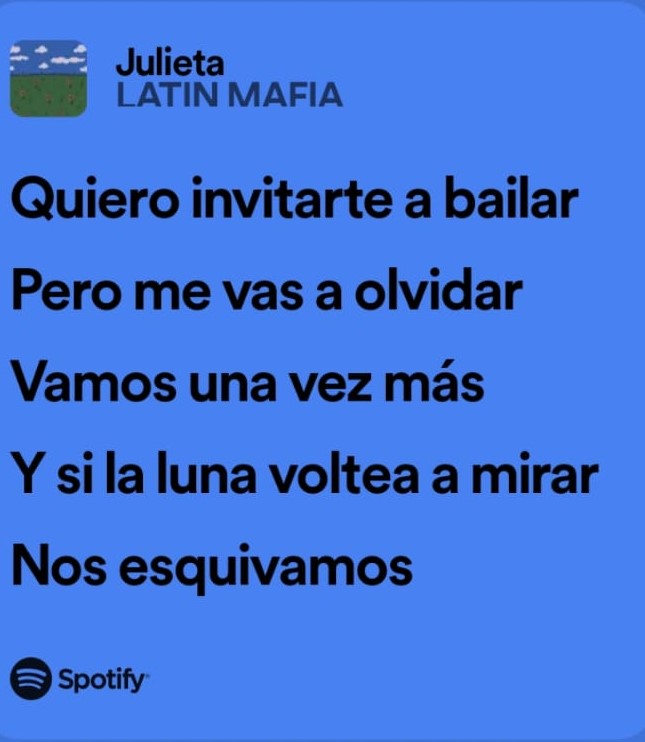 Julieta
LATIN MAFIA
Quiero invitarte a bailar
Pero me vas a olvidar
Vamos una vez más
Y si la luna voltea a mirar
Nos esquivamos
Spotify